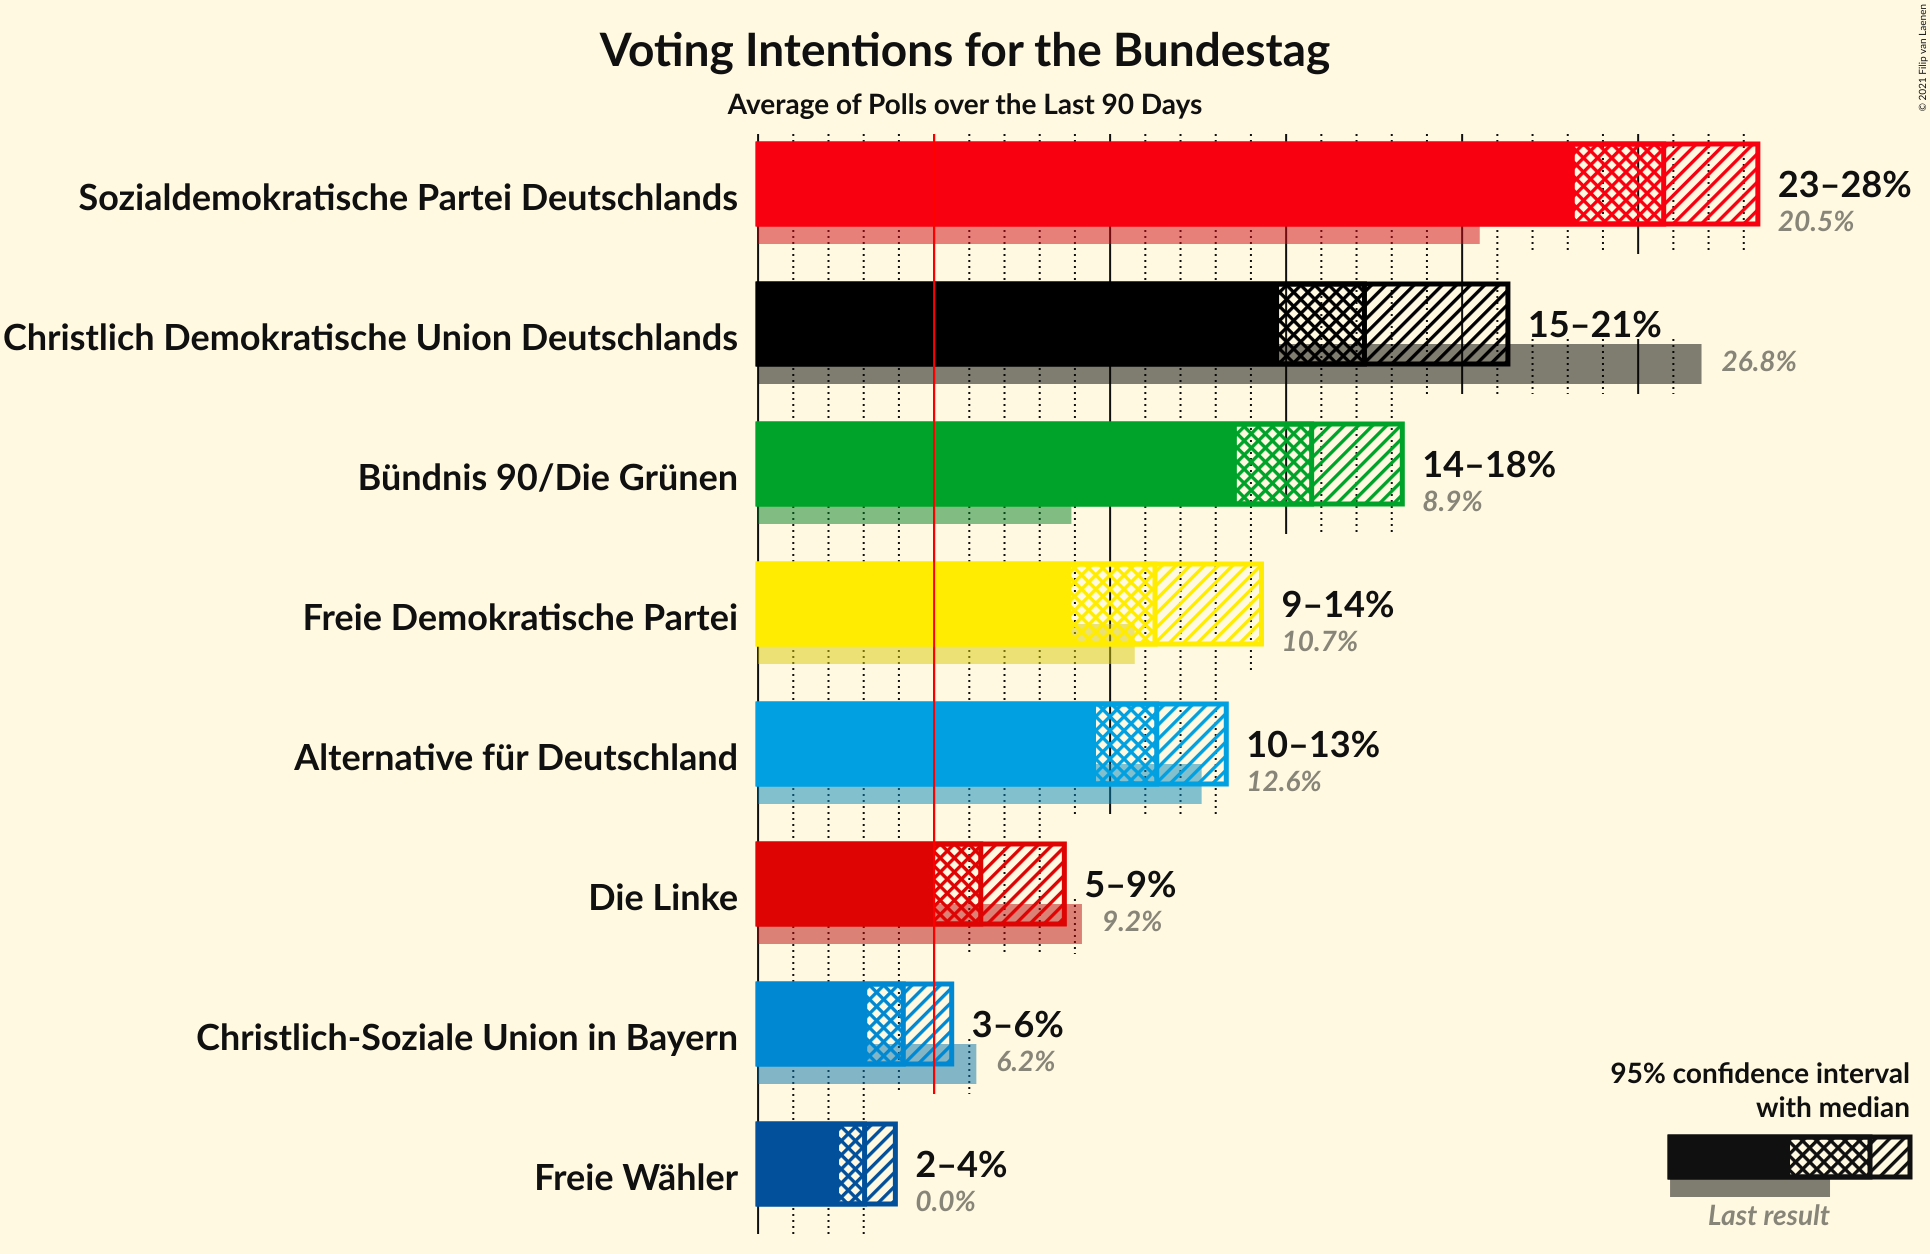 Voting Intentions for the Bundestag
Average of Polls over the Last 90 Days
© 2021 Filip van Laenen
Sozialdemokratische Partei Deutschlands
23–28%
20.5%
Christlich Demokratische Union Deutschlands
15–21%
26.8%
Bündnis 90/Die Grünen
14–18%
8.9%
Freie Demokratische Partei
9–14%
10.7%
Alternative für Deutschland
10–13%
12.6%
Die Linke
5–9%
9.2%
Christlich-Soziale Union in Bayern
3–6%
6.2%
Freie Wähler
2–4%
0.0%
95% confidence interval
with median
Last result